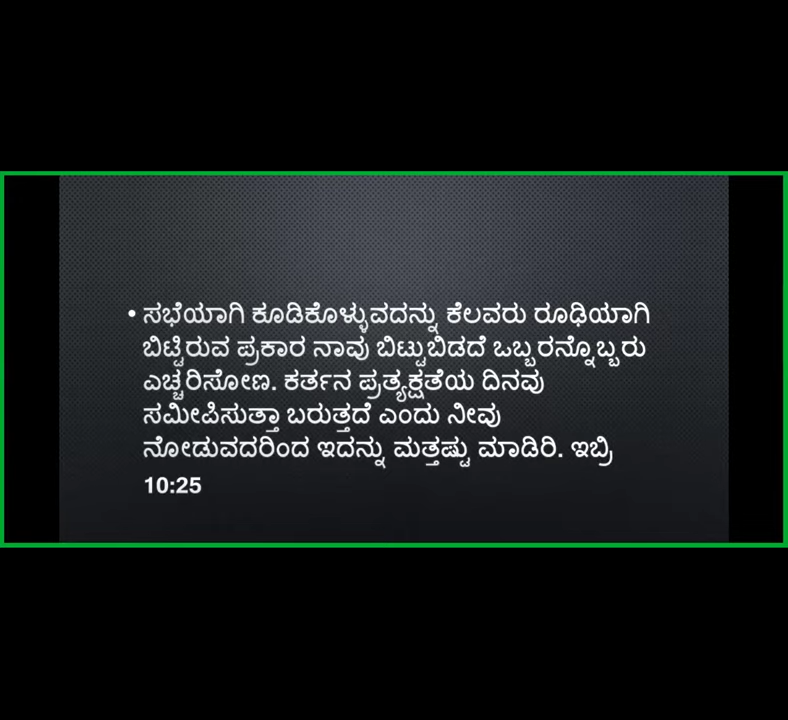 • ಸಭೆಯಾಗಿ ಕೂಡಿಕೊಳ್ಳುವದನ್ನು ಕೆಲವರು ರೂಢಿಯಾಗಿ
ಬಿಟ್ಟಿರುವ ಪ್ರಕಾರ ನಾವು ಬಿಟ್ಟುಬಿಡದೆ ಒಬ್ಬರನ್ನೊಬ್ಬರು
ಎಚ್ಚರಿಸೋಣ. ಕರ್ತನ ಪ್ರತ್ಯಕ್ಷತೆಯ ದಿನವು
ಸಮೀಪಿಸುತ್ತಾ ಬರುತ್ತದೆ ಎಂದು ನೀವು
ನೋಡುವದರಿಂದ ಇದನ್ನು ಮತ್ತಷ್ಟು ಮಾಡಿರಿ. ಇಬ್ರಿ
10:25